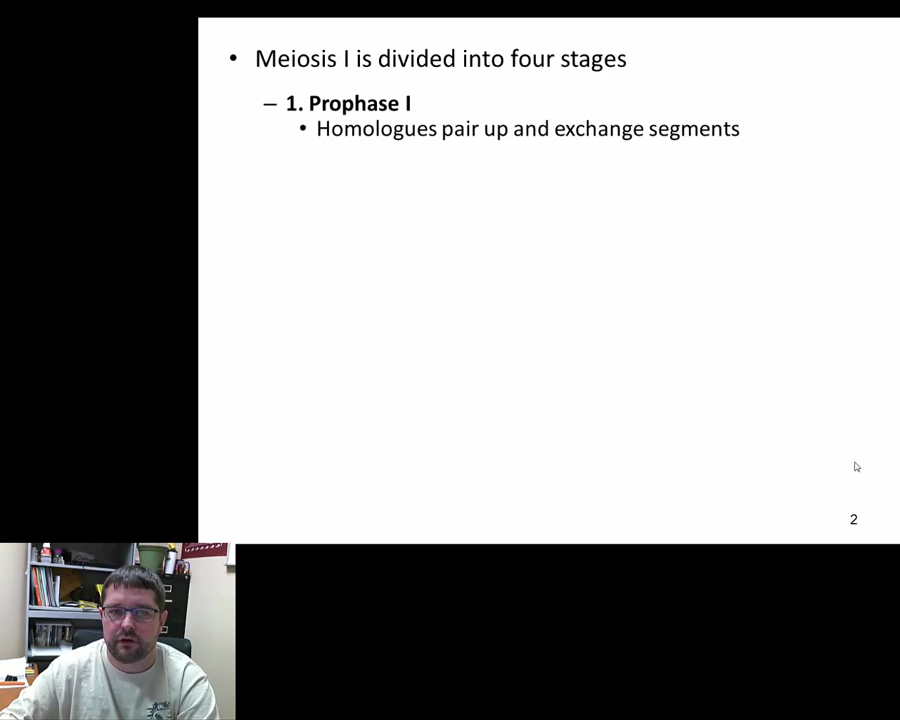 • Meiosis I is divided into four stages
– 1. Prophase I
• Homologues pair up and exchange segments
2